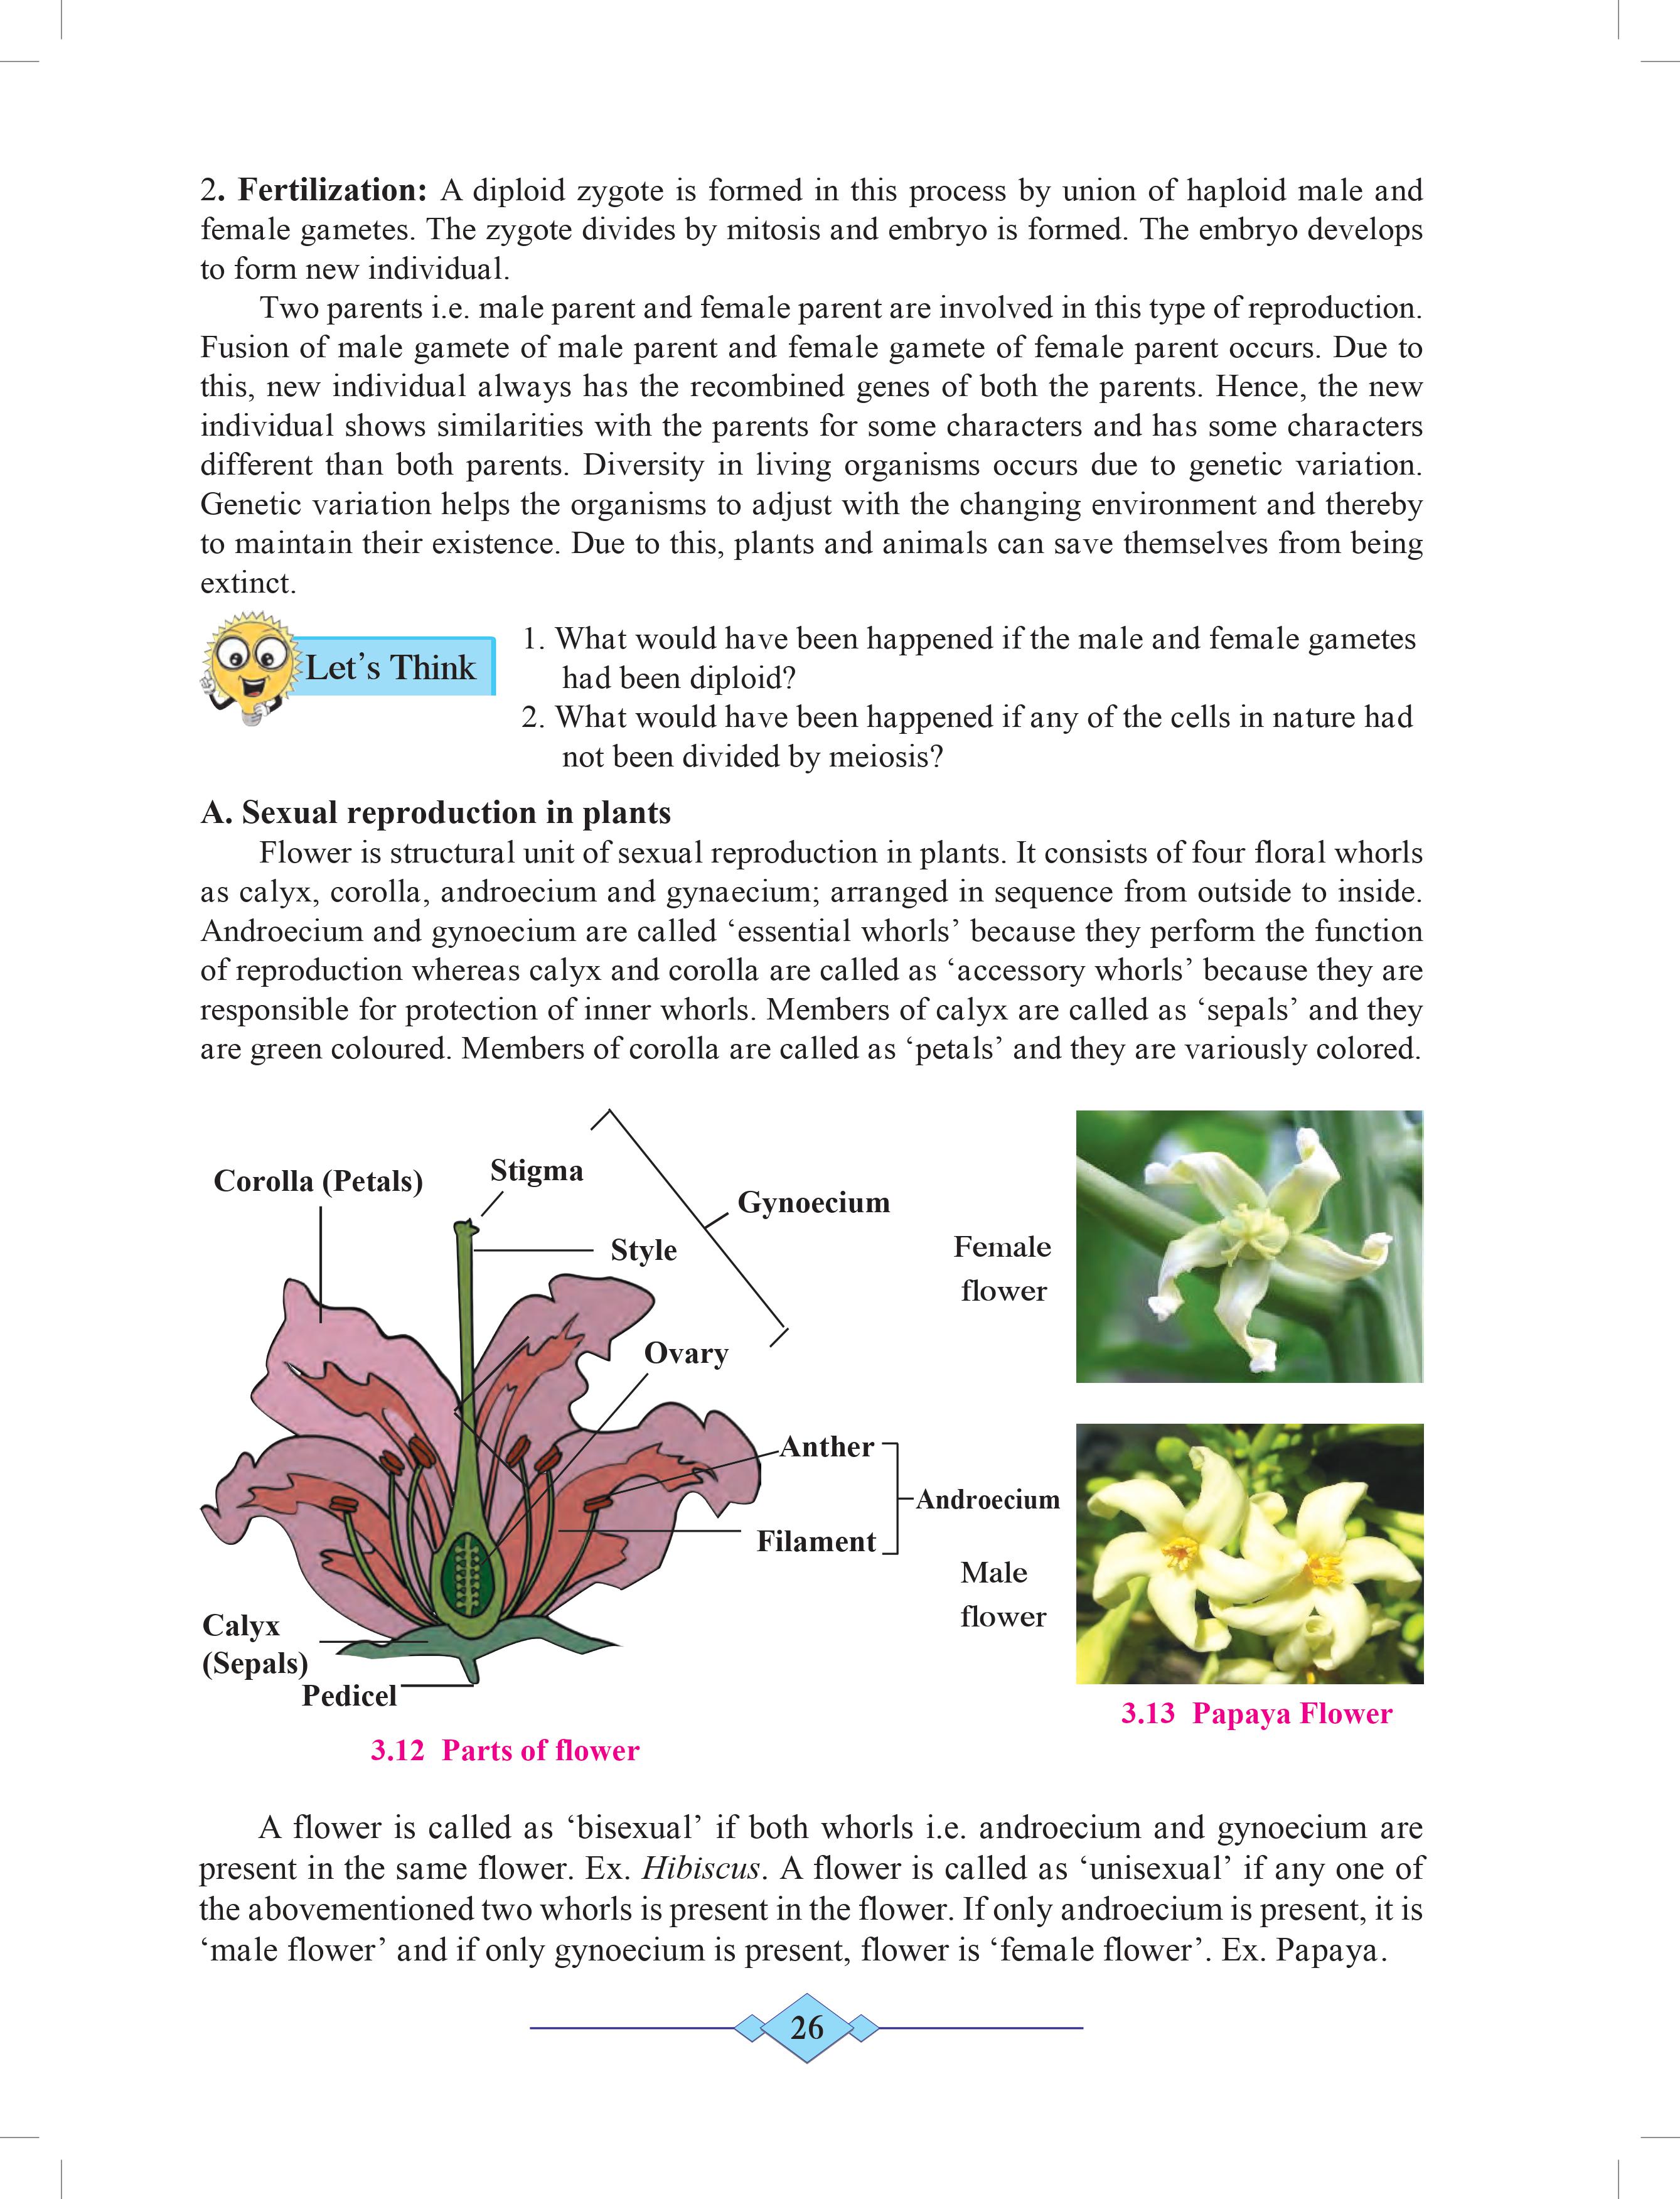 2. Fertilization: A diploid zygote is formed in this process by union of haploid male and
female gametes. The zygote divides by mitosis and embryo is formed. The embryo develops
to form new individual.
Two parents i.e. male parent and female parent are involved in this type of reproduction.
Fusion of male gamete of male parent and female gamete of female parent occurs. Due to
this, new individual always has the recombined genes of both the parents. Hence, the new
individual shows similarities with the parents for some characters and has some characters
different than both parents. Diversity in living organisms occurs due to genetic variation.
Genetic variation helps the organisms to adjust with the changing environment and thereby
to maintain their existence. Due to this, plants and animals can save themselves from being
extinct.
Let’s Think
1. What would have been happened if the male and female gametes
had been diploid?
2. What would have been happened if any of the cells in nature had
not been divided by meiosis?
A. Sexual reproduction in plants
Flower is structural unit of sexual reproduction in plants. It consists of four floral whorls
as calyx, corolla, androecium and gynaecium; arranged in sequence from outside to inside.
Androecium and gynoecium are called ‘essential whorls’ because they perform the function
of reproduction whereas calyx and corolla are called as ‘accessory whorls’ because they are
responsible for protection of inner whorls. Members of calyx are called as ‘sepals’ and they
are green coloured. Members of corolla are called as ‘petals’ and they are variously colored.
Corolla (Petals)
Stigma
Gynoecium
Style
Ovary
Anther
Androecium
Filament
Calyx
(Sepals)
Pedicel
3.12 Parts of flower
Female
flower
Male
flower
3.13 Papaya Flower
A flower is called as ‘bisexual’ if both whorls i.e. androecium and gynoecium are
present in the same flower. Ex. Hibiscus. A flower is called as ‘unisexual’ if any one of
the abovementioned two whorls is present in the flower. If only androecium is present, it is
‘male flower’ and if only gynoecium is present, flower is ‘female flower’. Ex. Papaya.
26